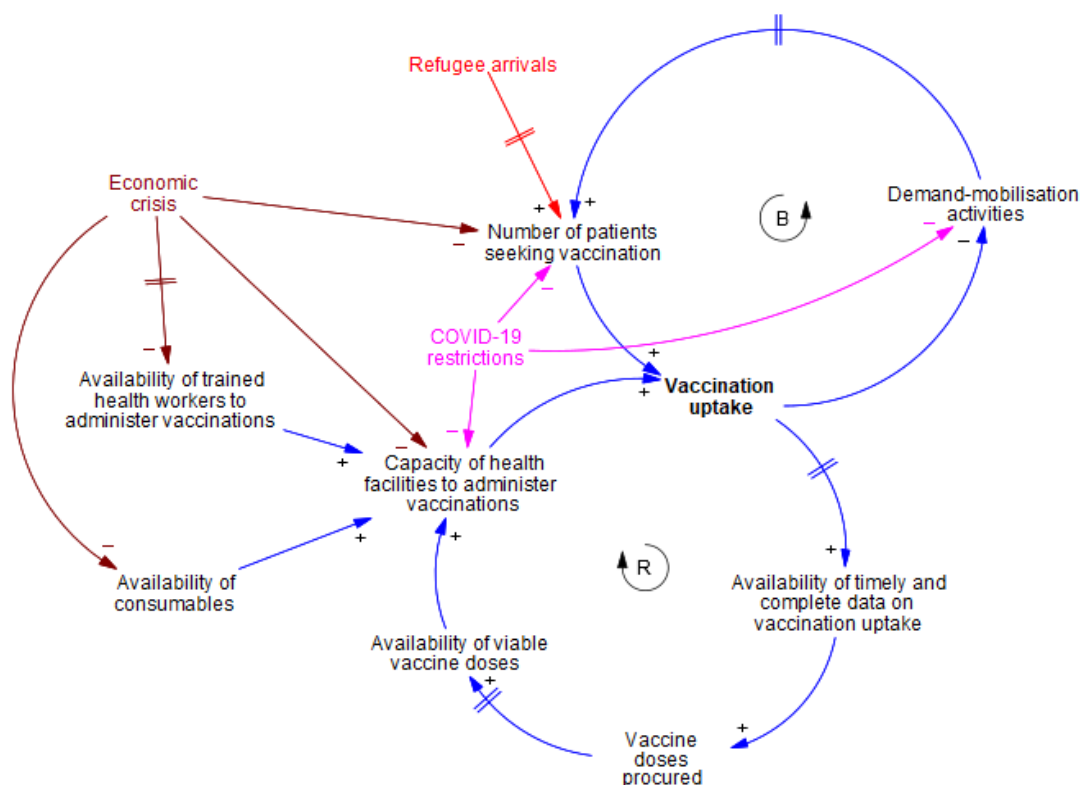 Refugee arrivals
Economic
crisis
Demand-mobilisation
activities
–
–
+
+
B
Number of patients
seeking vaccination
–
–
COVID-19
restrictions
+
Vaccination
uptake
+
–
Availability of trained
health workers to
administer vaccinations
+
–
–
Capacity of health
facilities to administer
vaccinations
+
+
–
Availability of
consumables
R
+
Availability of timely and
complete data on
vaccination uptake
Availability of viable
vaccine doses
+
+
Vaccine
doses
procured